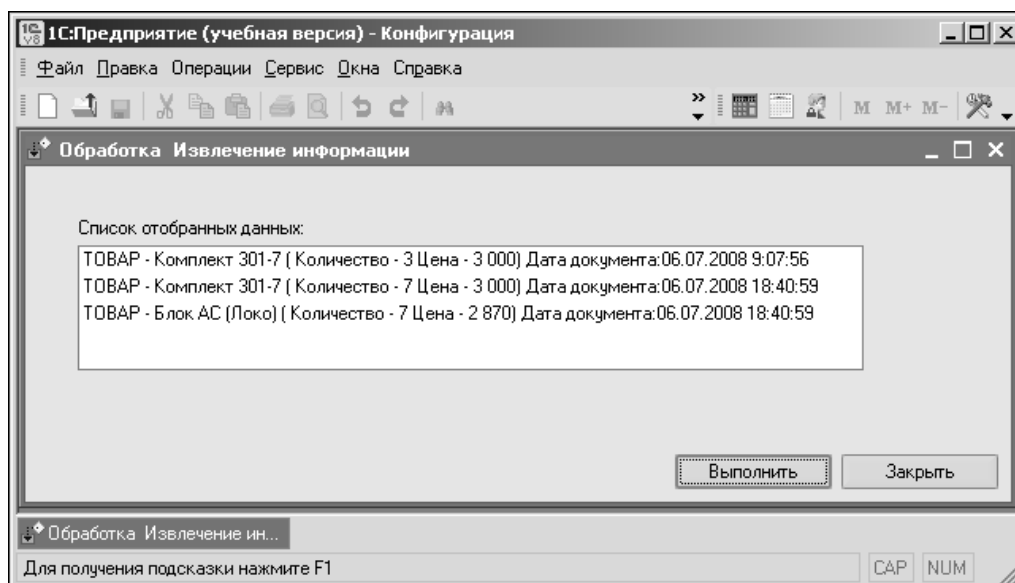 1С:Предприятие (учебная версия) - Конфигурация
Файл Правка Операции Сервис Окна Справка
M M+ M-
Обработка Извлечение информации
Список отобранных данных:
ТОВАР - Комплект 301-7 ( Количество - 3 Цена - 3 000) Дата документа:06.07.2008 9:07:56
ТОВАР - Комплект 301-7 ( Количество - 7 Цена - 3 000) Дата документа:06.07.2008 18:40:59
ТОВАР - Блок АС (Локо) ( Количество - 7 Цена - 2 870) Дата документа:06.07.2008 18:40:59
Выполнить Закрыть
Обработка Извлечение ин...
Для получения подсказки нажмите F1 CAP NUM